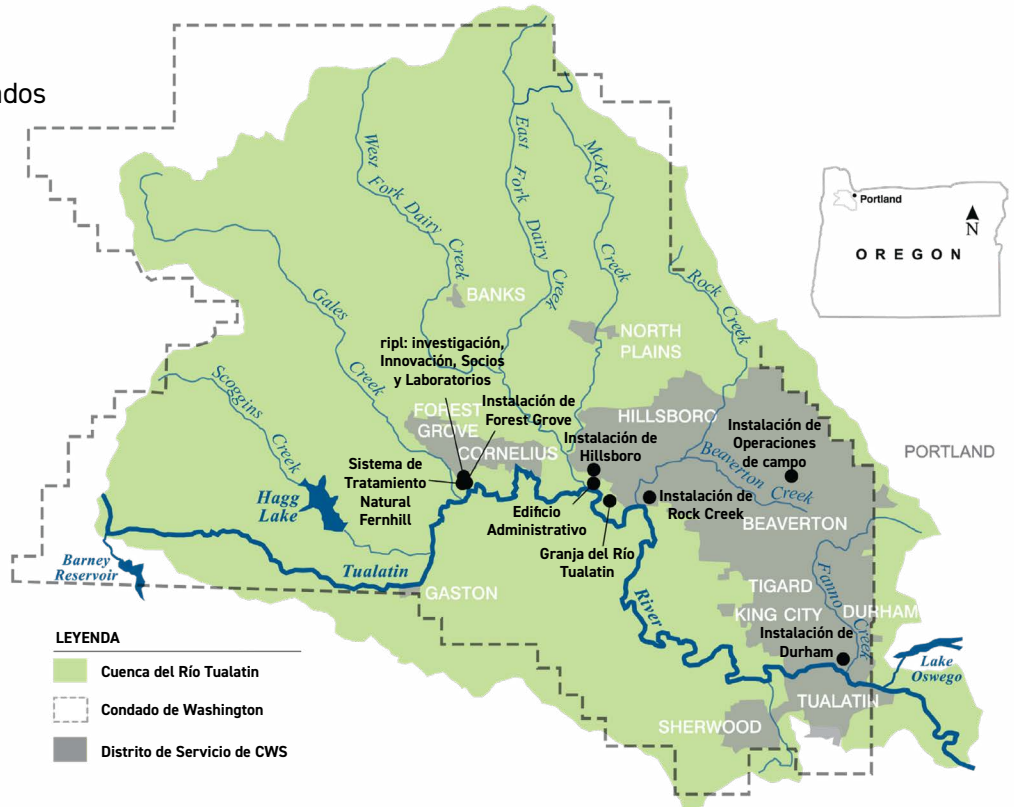 West Fork Dairy Creek
East Fork Dairy Creek
McKay Creek
Rock Creek
Portland
N
OREGON
BANKS
NORTH
PLAINS
Gales Creek
ripl: investigación,
Innovación, Socios
y Laboratorios
Scoggins Creek
FOREST
GROVE
Instalación de
Forest Grove
CORNELIUS
HILLSBORO
Instalación de
Hillsboro
Instalación de
Operaciones
de campo
PORTLAND
Beaverton Creek
Sistema de
Tratamiento
Natural
Fernhill
Hagg
Lake
Edificio
Administrativo
Instalación de
Rock Creek
BEAVERTON
Granja del Río
Tualatin
Barney
Reservoir
Tualatin River
GASTON
TIGARD
KING CITY
Fanno Creek
DURHAM
Instalación de
Durham
Lake
Oswego
TUALATIN
SHERWOOD
LEYENDA
Cuenca del Río Tualatin
Condado de Washington
Distrito de Servicio de CWS